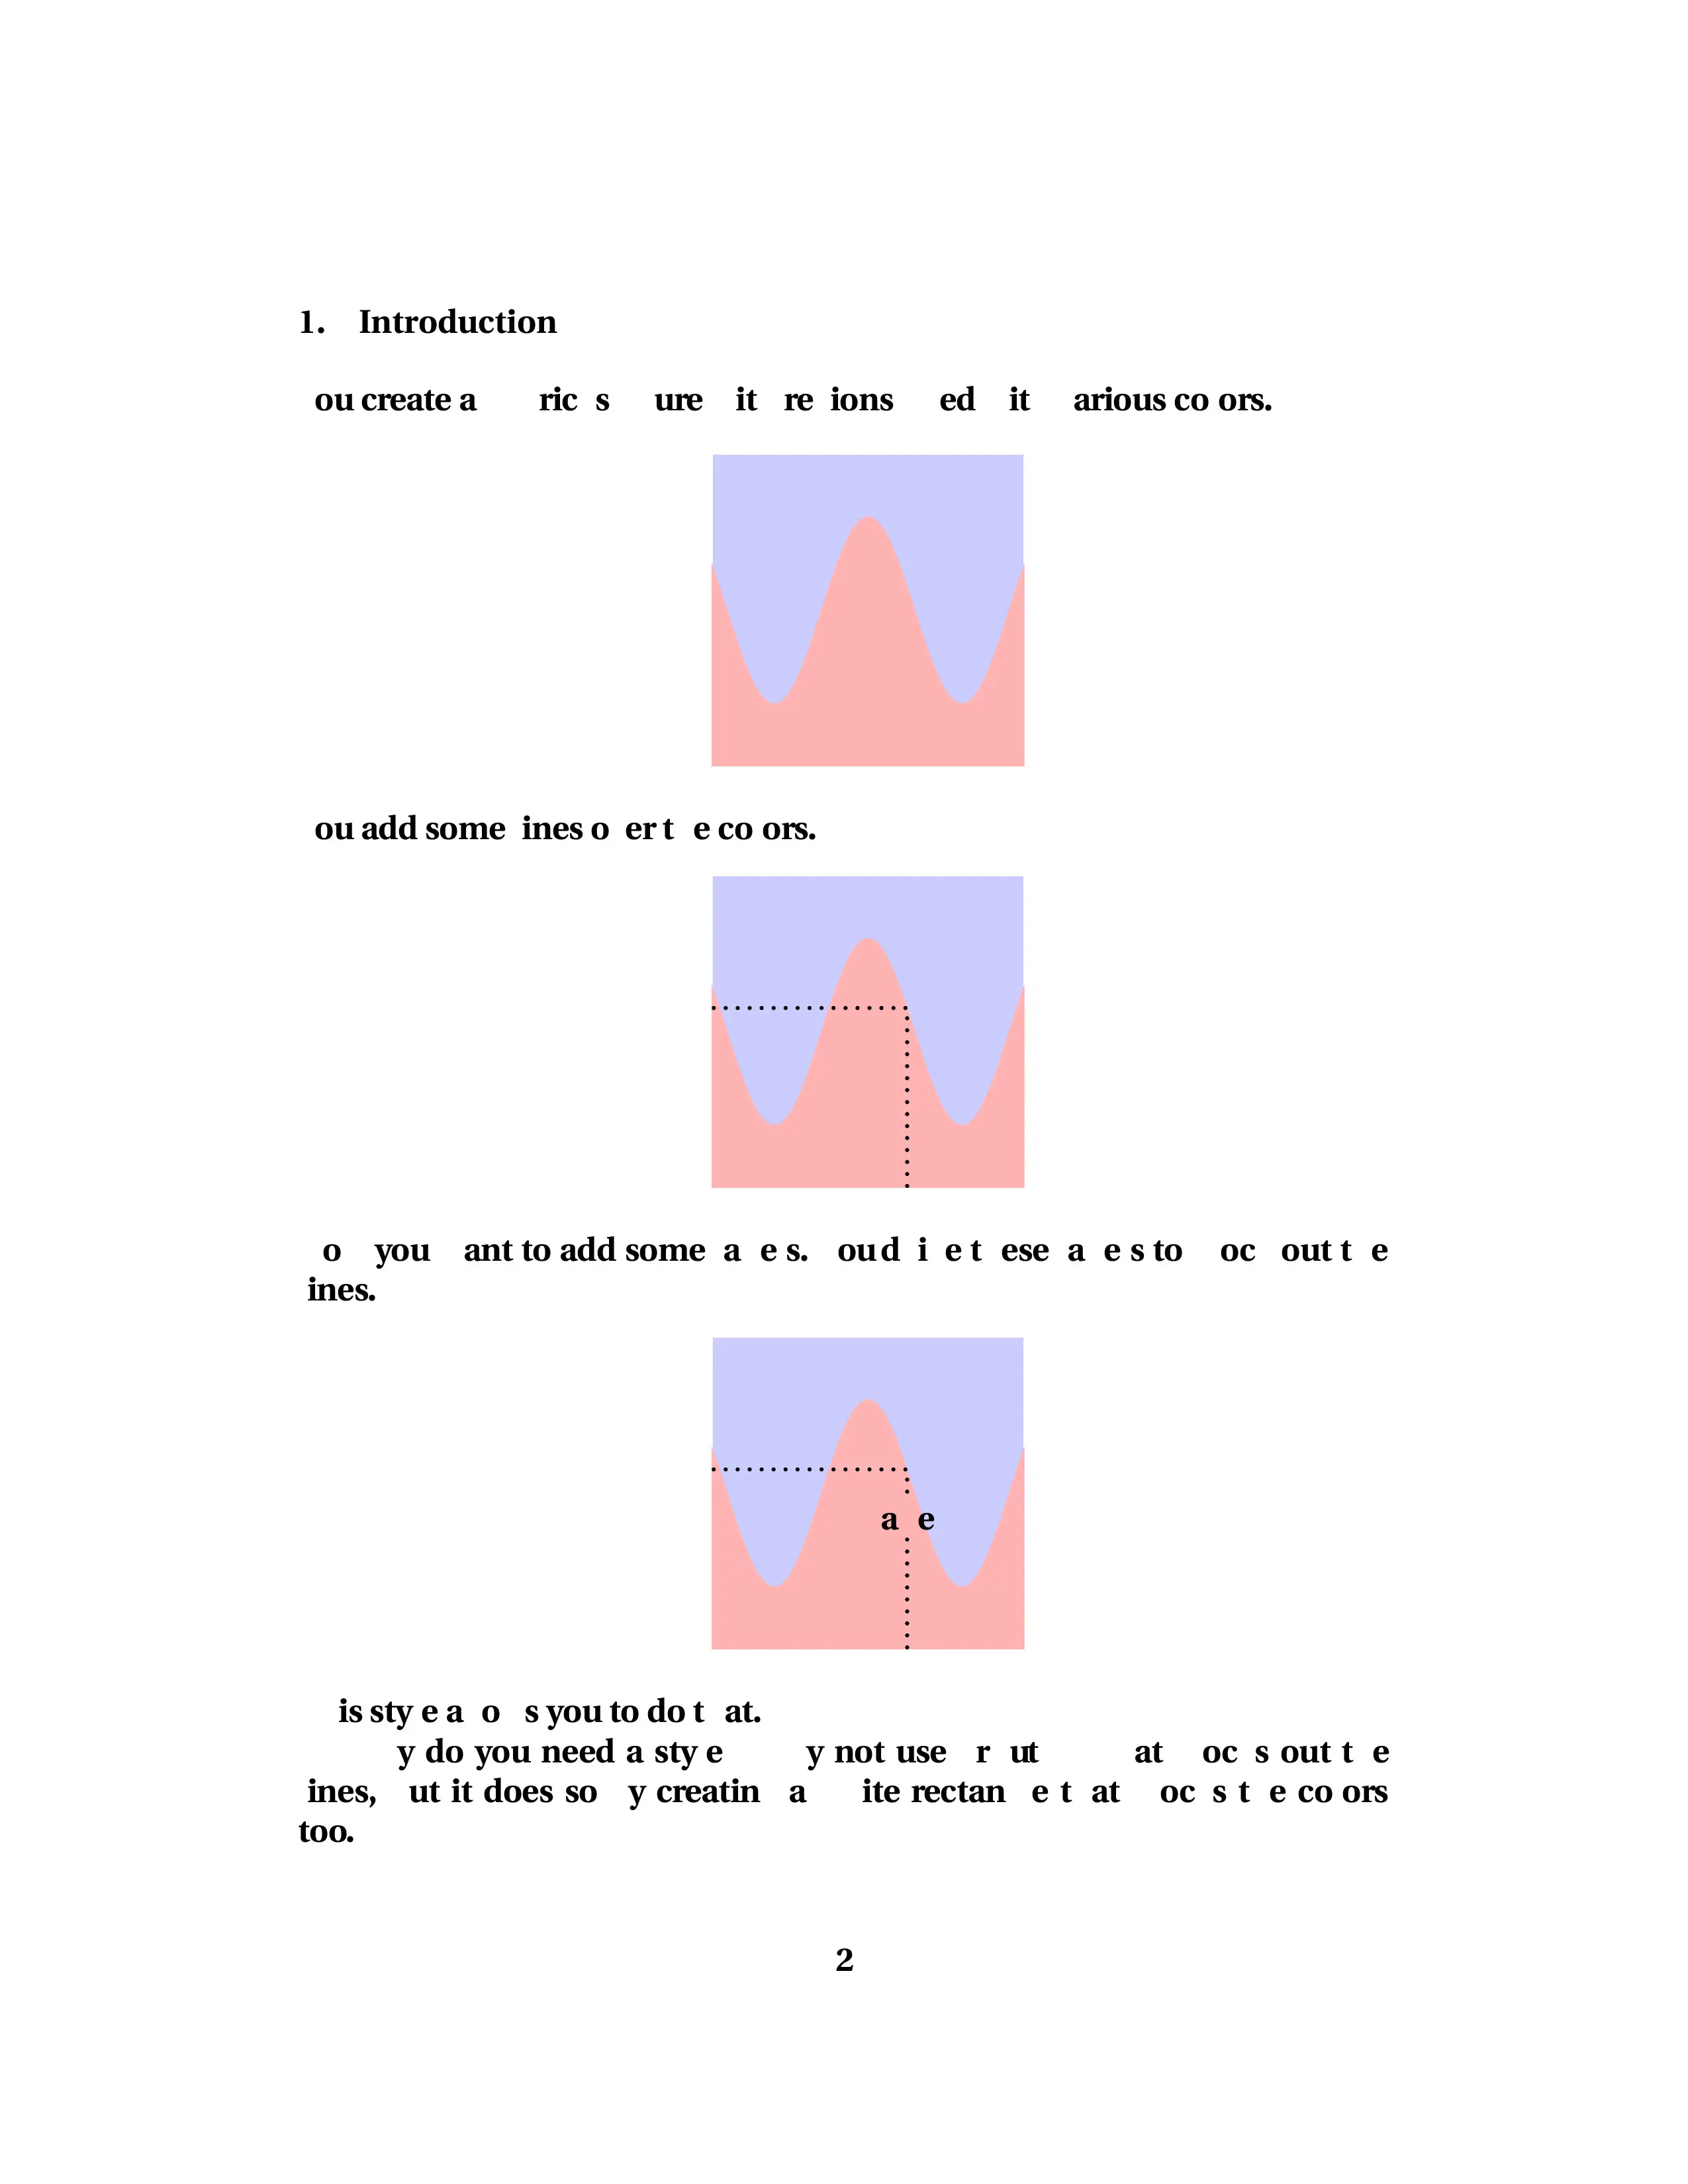 1. Introduction
ou create a ric s ure it re ions ed it arious co ors.
ou add some ines o er t e co ors.
o you ant to add some a e s. ou d i e t ese a e s to oc out t e
ines.
a e
is sty e a o s you to do t at.
y do you need a sty e y not use r ut at oc s out t e
ines, ut it does so y creatin a ite rectan e t at oc s t e co ors
too.
2